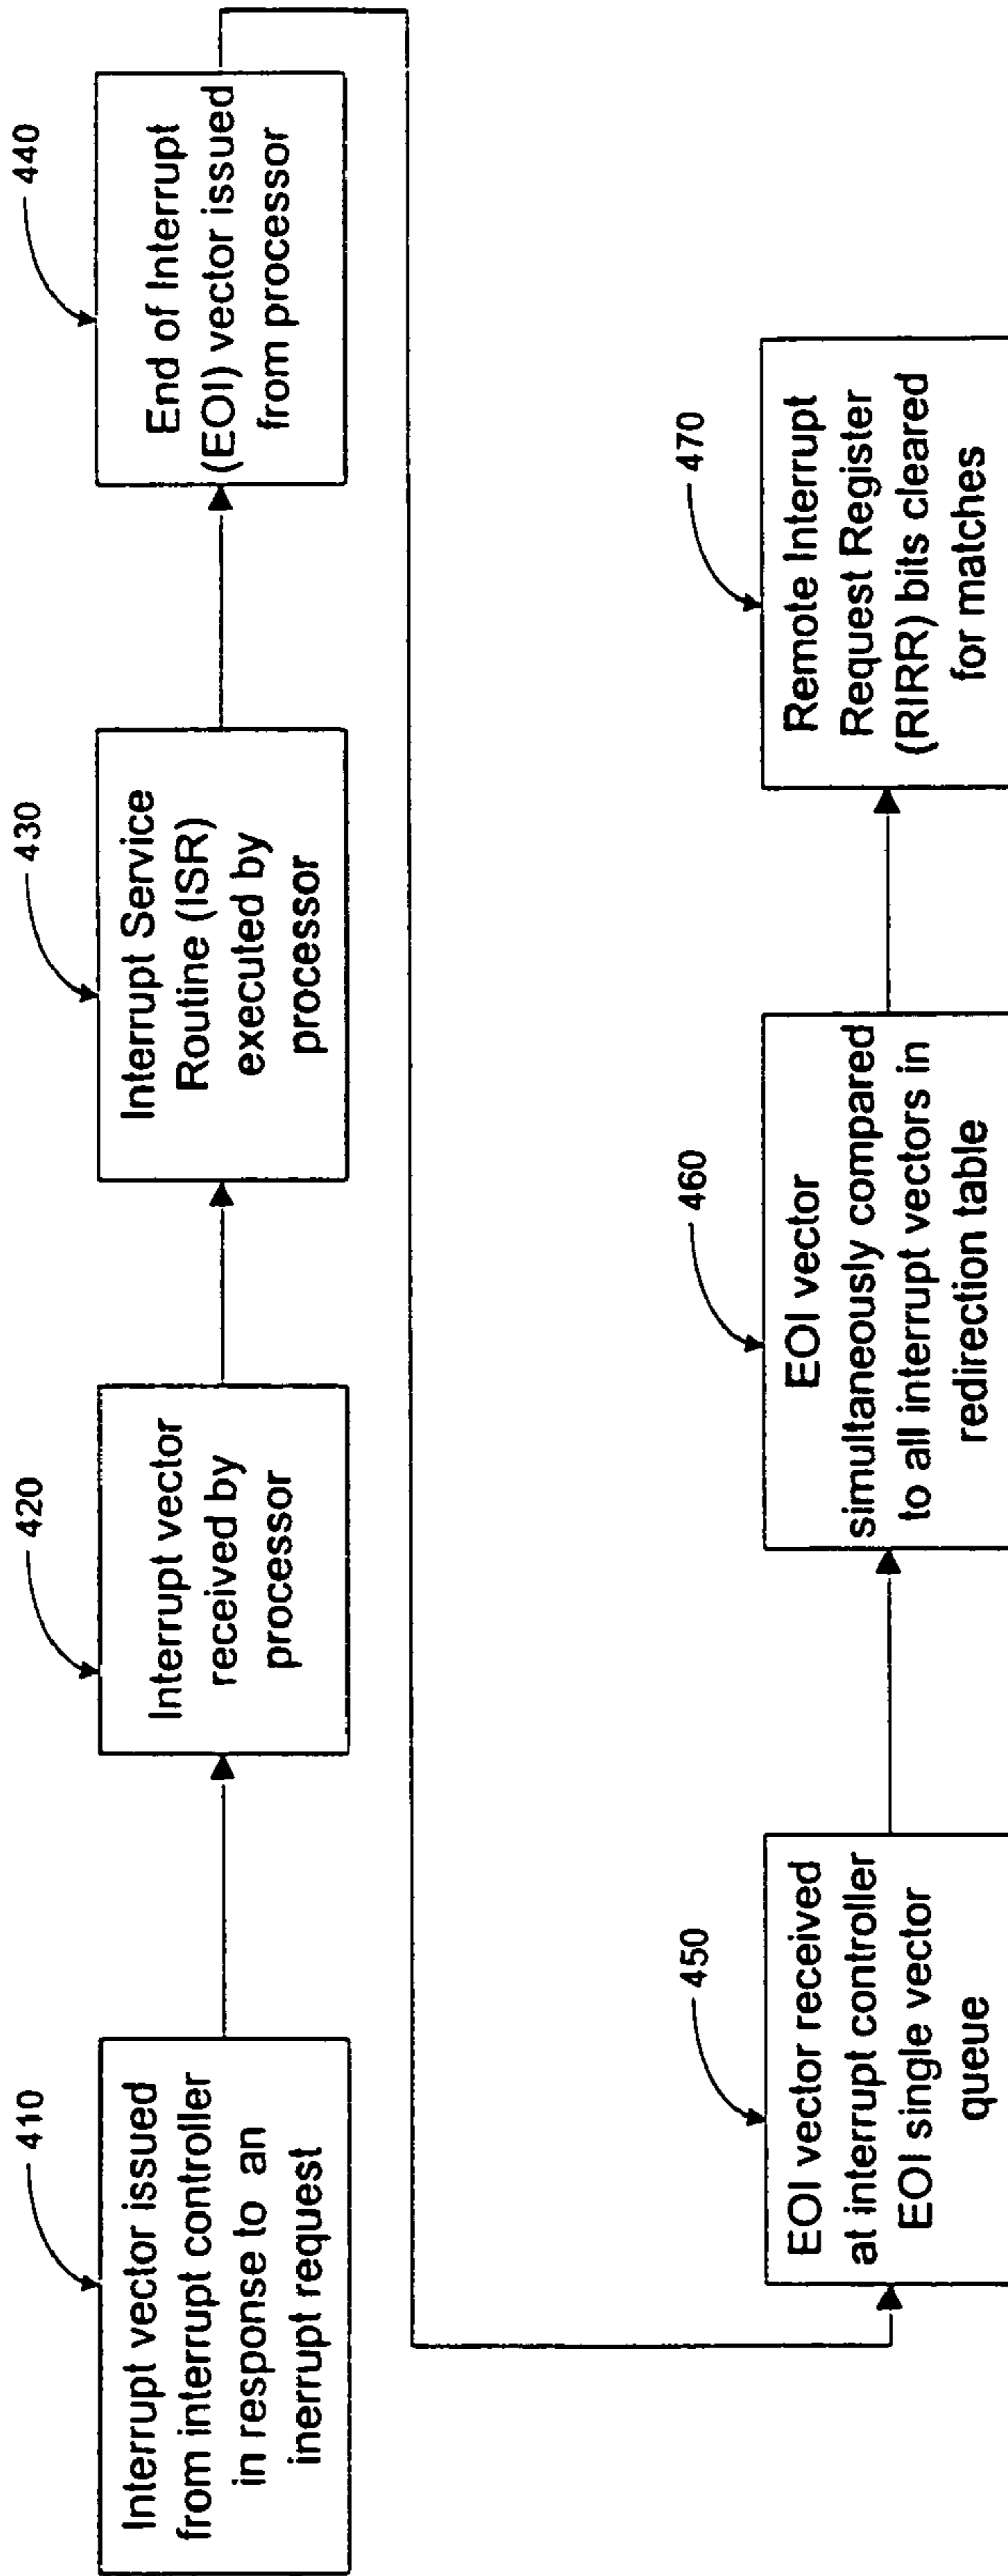 410
Interrupt vector issued
from interrupt controller
in response to an
inerrupt request
420
Interrupt vector
received by
processor
430
Interrupt Service
Routine (ISR)
executed by
processor
440
End of Interrupt
(EOI) vector issued
from processor
450
EOI vector received
at interrupt controller
EOI single vector
queue
460
EOI vector
simultaneously compared
to all interrupt vectors in
redirection table
470
Remote Interrupt
Request Register
(RIRR) bits cleared
for matches